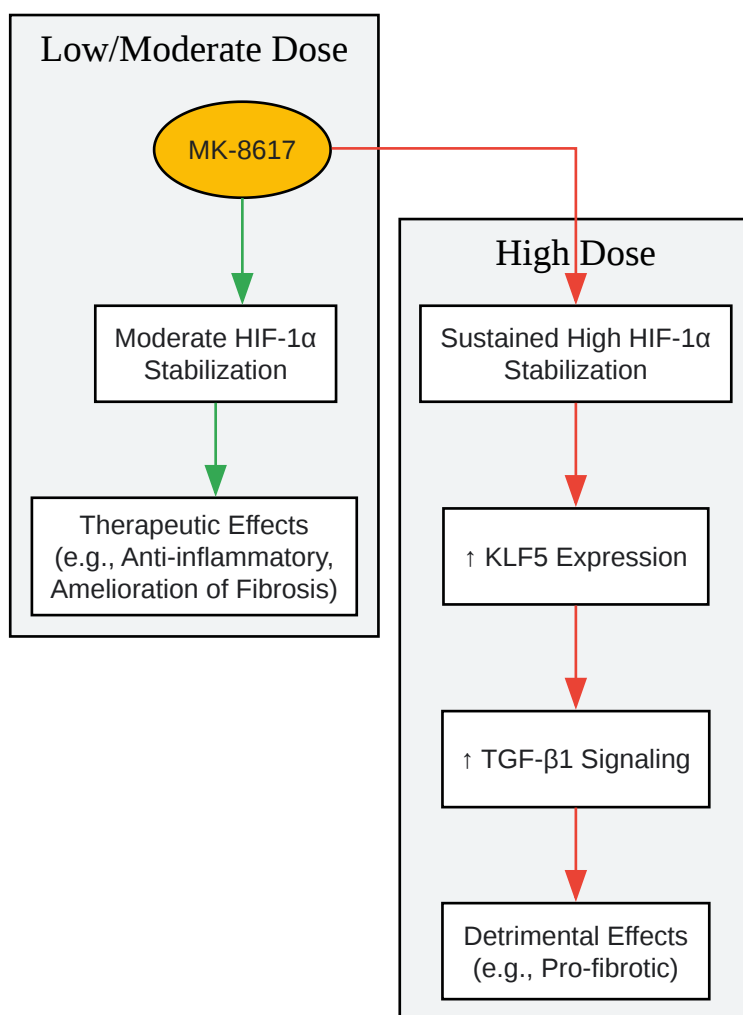 Low/Moderate Dose
MK-8617
Moderate HIF-1α
Stabilization
Therapeutic Effects
(e.g., Anti-inflammatory,
Amelioration of Fibrosis)
High Dose
Sustained High HIF-1α
Stabilization
↑ KLF5 Expression
↑ TGF-β1 Signaling
Detrimental Effects
(e.g., Pro-fibrotic)